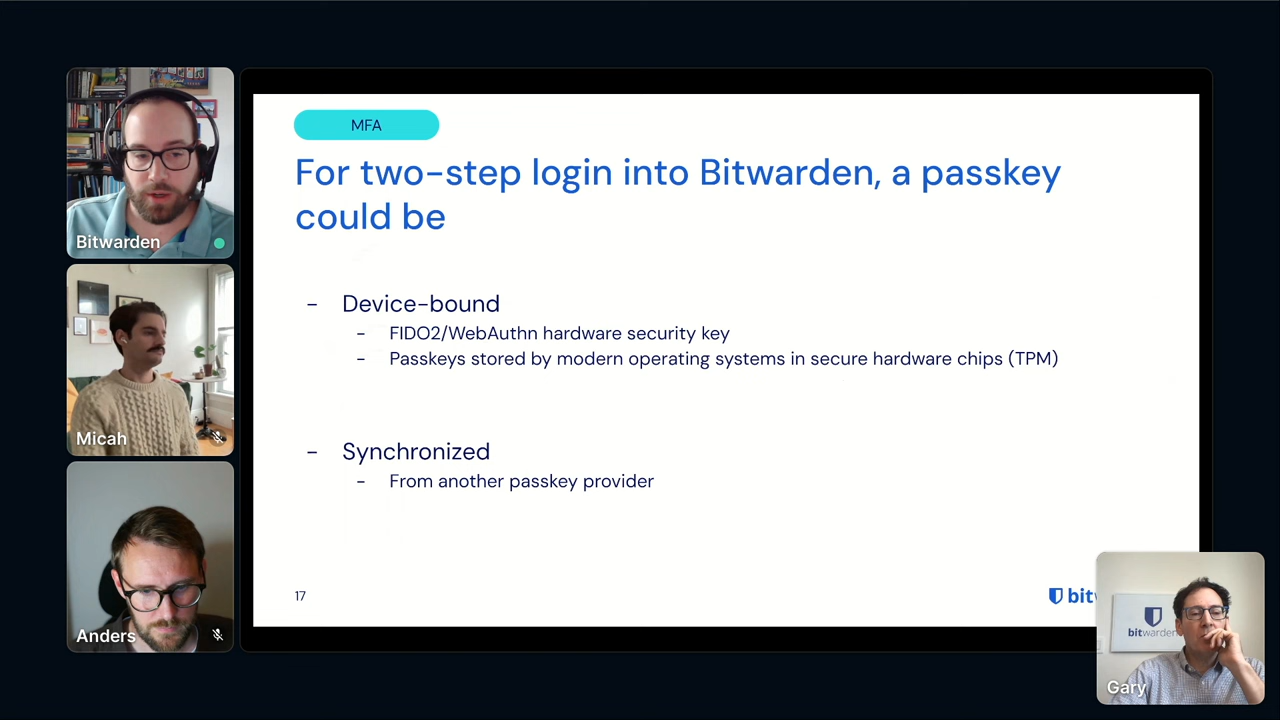 MFA
For two-step login into Bitwarden, a passkey
could be
- Device-bound
- FIDO2/WebAuthn hardware security key
- Passkeys stored by modern operating systems in secure hardware chips (TPM)
- Synchronized
- From another passkey provider
17
bitw
Bitwarden
Micah
Anders
bitwarden
Gary